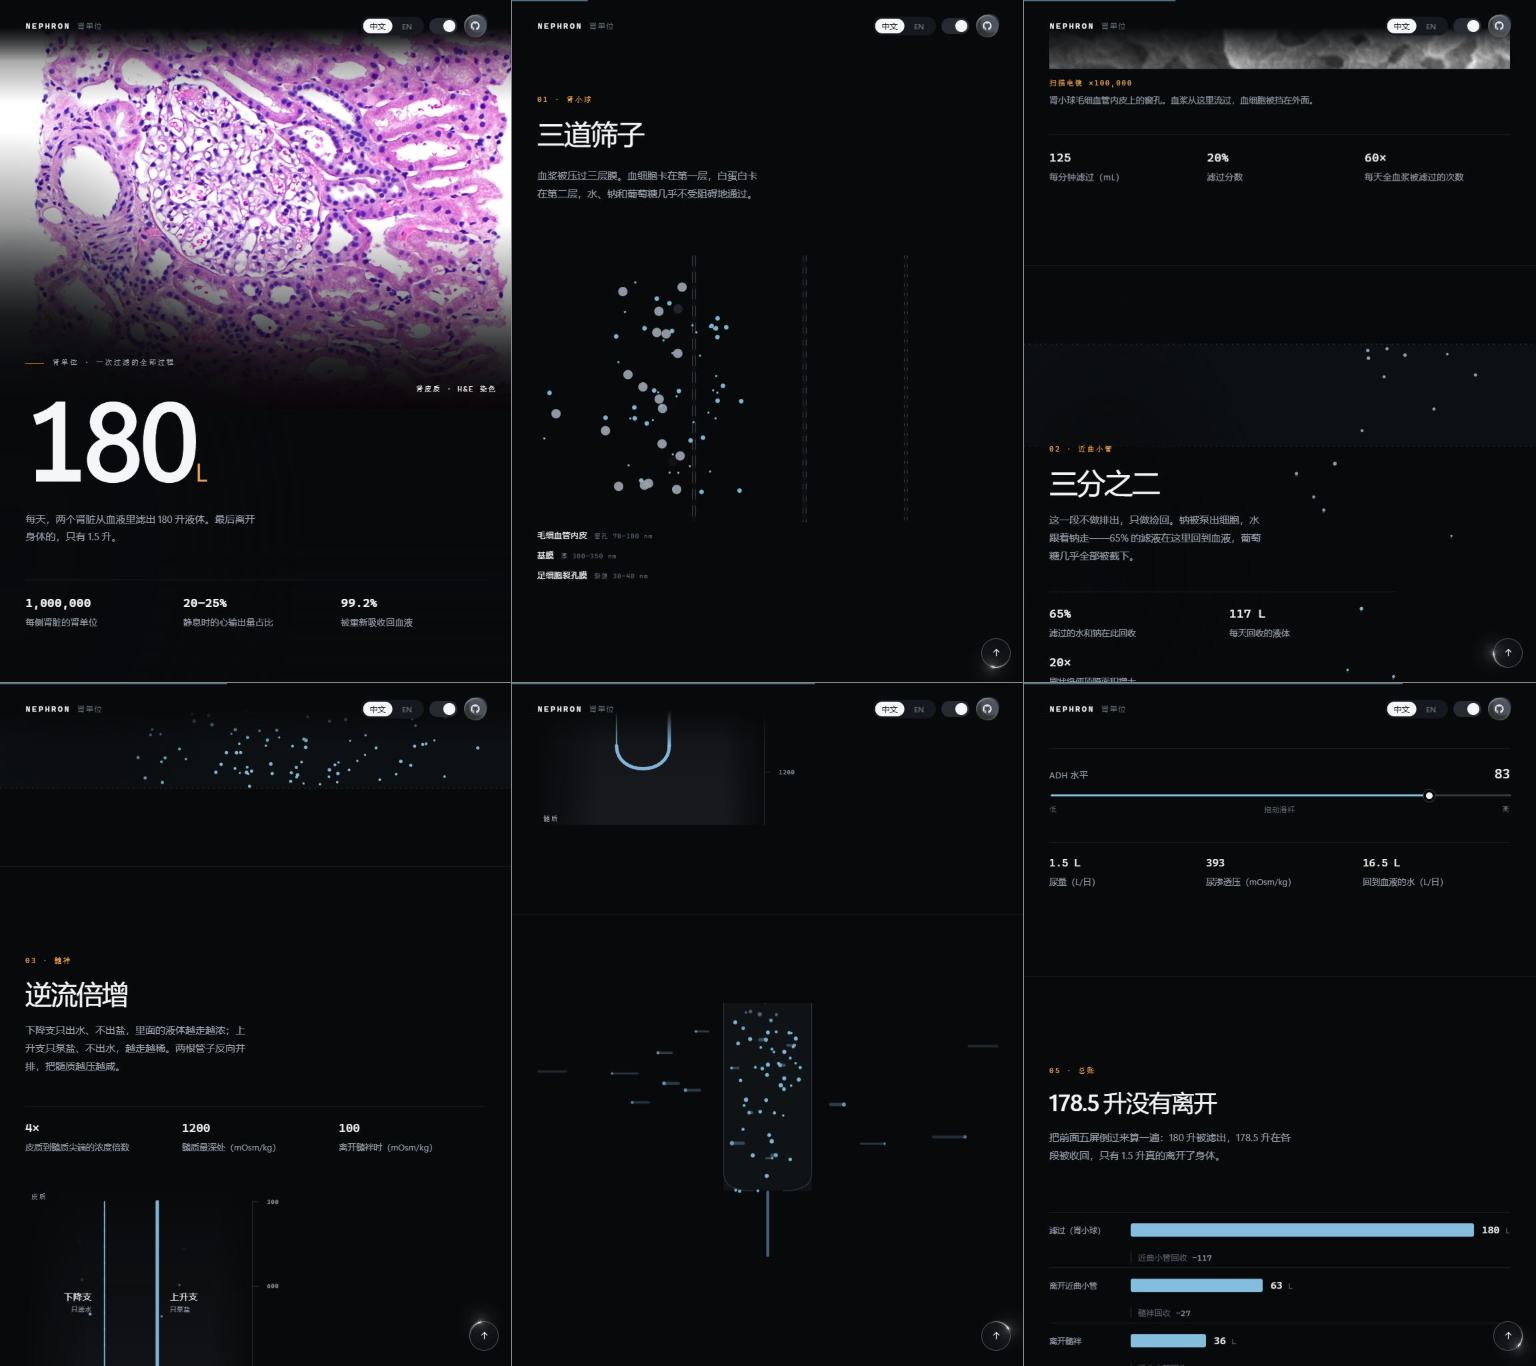 NEPHRON 肾单位
中文 EN
肾单位 · 一次过滤的全部过程
肾皮质 · H&E 染色
180L
每天，两个肾脏从血液里滤出 180 升液体。最后离开
身体的，只有 1.5 升。
1,000,000
每侧肾脏的肾单位
20–25%
静息时的心输出量占比
99.2%
被重新吸收回血液
NEPHRON 肾单位
中文 EN
01 · 肾小球
三道筛子
血浆被压过三层膜。血细胞卡在第一层，白蛋白卡
在第二层，水、钠和葡萄糖几乎不受阻碍地通过。
毛细血管内皮 窗孔 70–100 nm
基膜 厚 300–350 nm
足细胞裂孔膜 裂隙 30–40 nm
NEPHRON 肾单位
中文 EN
扫描电镜 ×100,000
肾小球毛细血管内皮上的窗孔。血浆从这里流过，血细胞被挡在外面。
125
每分钟滤过（mL）
20%
滤过分数
60×
每天全血浆被滤过的次数
02 · 近曲小管
三分之二
这一段不做排出，只做捡回。钠被泵出细胞，水
跟着钠走——65% 的滤液在这里回到血液，葡萄
糖几乎全部被截下。
65%
滤过的水和钠在此回收
117 L
每天回收的液体
20×
NEPHRON 肾单位
中文 EN
03 · 髓袢
逆流倍增
下降支只出水、不出盐，里面的液体越走越浓；上
升支只泵盐、不出水，越走越稀。两根管子反向并
排，把髓质越压越咸。
4×
皮质到髓质尖端的浓度倍数
1200
髓质最深处（mOsm/kg）
100
离开髓袢时（mOsm/kg）
皮质
300
600
下降支
只透水
上升支
只泵盐
NEPHRON 肾单位
中文 EN
1200
髓质
NEPHRON 肾单位
中文 EN
ADH 水平
83
低
拖动滑杆
高
1.5 L
尿量（L/日）
393
尿渗透压（mOsm/kg）
16.5 L
回到血液的水（L/日）
05 · 总账
178.5 升没有离开
把前面五屏倒过来算一遍：180 升被滤出，178.5 升在各
段被收回，只有 1.5 升真的离开了身体。
滤过（肾小球） 180 L
近曲小管回收 −117
离开近曲小管 63 L
髓袢回收 −27
离开髓袢 36 L